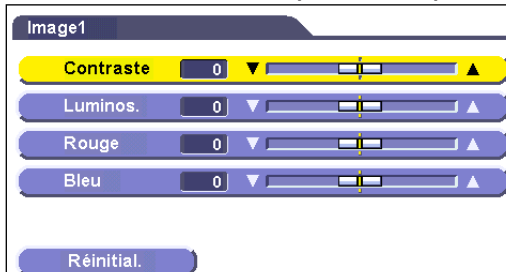 Image1
Contraste 0
Luminos. 0
Rouge 0
Bleu 0
Réinitial.